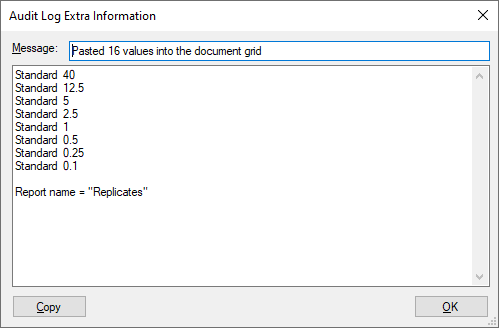 Audit Log Extra Information
Message: Pasted 16 values into the document grid
Standard 40
Standard 12.5
Standard 5
Standard 2.5
Standard 1
Standard 0.5
Standard 0.25
Standard 0.1
Report name = "Replicates"
Copy OK